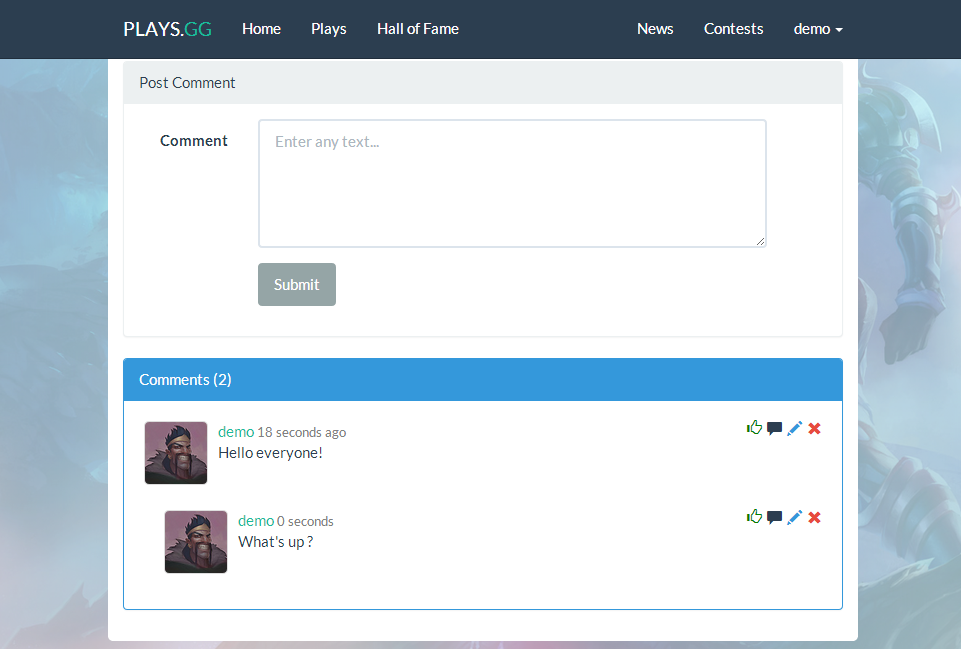 PLAYS.GG Home Plays Hall of Fame News Contests demo
Post Comment
Comment
Enter any text...
Submit
Comments (2)
demo 18 seconds ago
Hello everyone!
demo 0 seconds
What's up ?